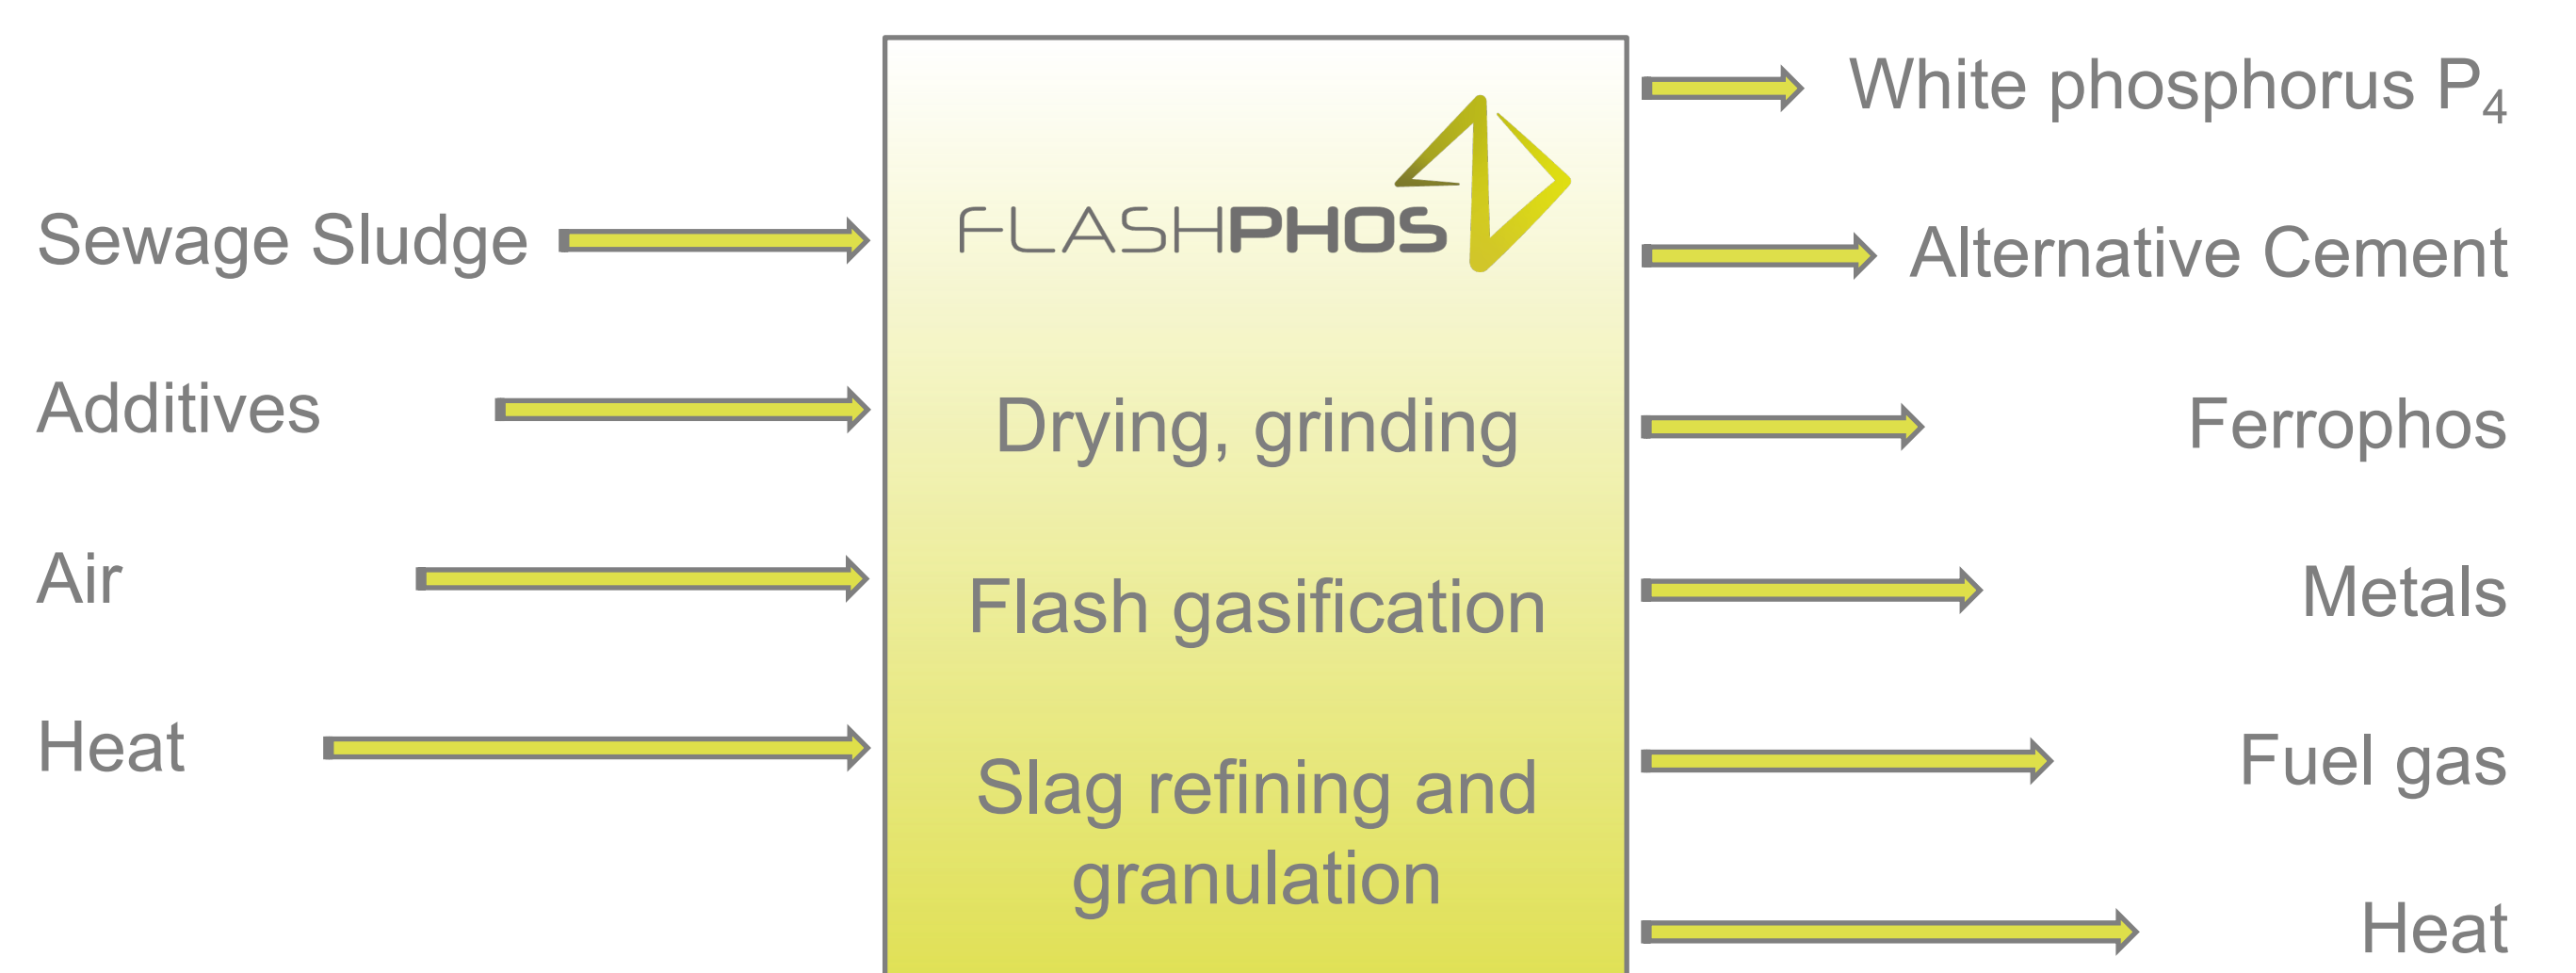 Sewage Sludge
Additives
Air
Heat
FLASHPHOS
Drying, grinding
Flash gasification
Slag refining and
granulation
White phosphorus P₄
Alternative Cement
Ferrophos
Metals
Fuel gas
Heat